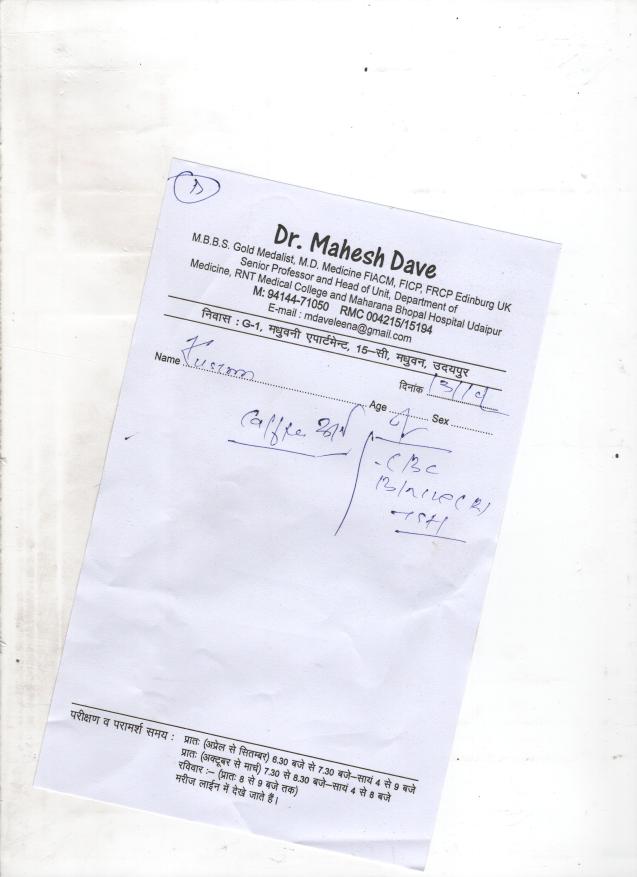 Dr. Mahesh Dave
M.B.B.S. Gold Medalist, M.D. Medicine FIACM, FICP, FRCP Edinburg UK
Senior Professor and Head of Unit, Department of
Medicine, RNT Medical College and Maharana Bhopal Hospital Udaipur
M: 94144-71050 RMC 004215/15194
E-mail : mdaveleena@gmail.com
निवास : G-1, मधुवनी एपार्टमेन्ट, 15–सी, मधुवन, उदयपुर
दिनांक
Name Kusum Age Sex
CBC
TSH
परीक्षण व परामर्श समय : प्रातः (अप्रेल से सितम्बर) 6.30 बजे से 7.30 बजे–सायं 4 से 9 बजे
प्रातः (अक्टूबर से मार्च) 7.30 से 8.30 बजे–सायं 4 से 8 बजे
रविवार :– (प्रातः 8 से 9 बजे तक)
मरीज लाईन में देखे जाते हैं।